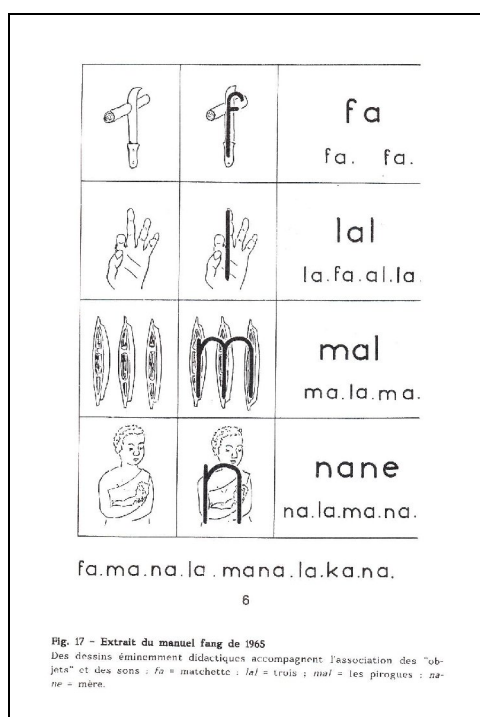 f
fa
fa. fa.
l
lal
la.fa.al.la.
m
mal
ma.la.ma.
n
nane
na.la.ma.na.
fa.ma.na.la. mana.la.ka.na.
6
Fig. 17 – Extrait du manuel fang de 1965
Des dessins éminemment didactiques accompagnent l'association des "ob-
jets" et des sons : fa = matchette ; lal = trois ; mal = les pirogues ; na-
ne = mère.